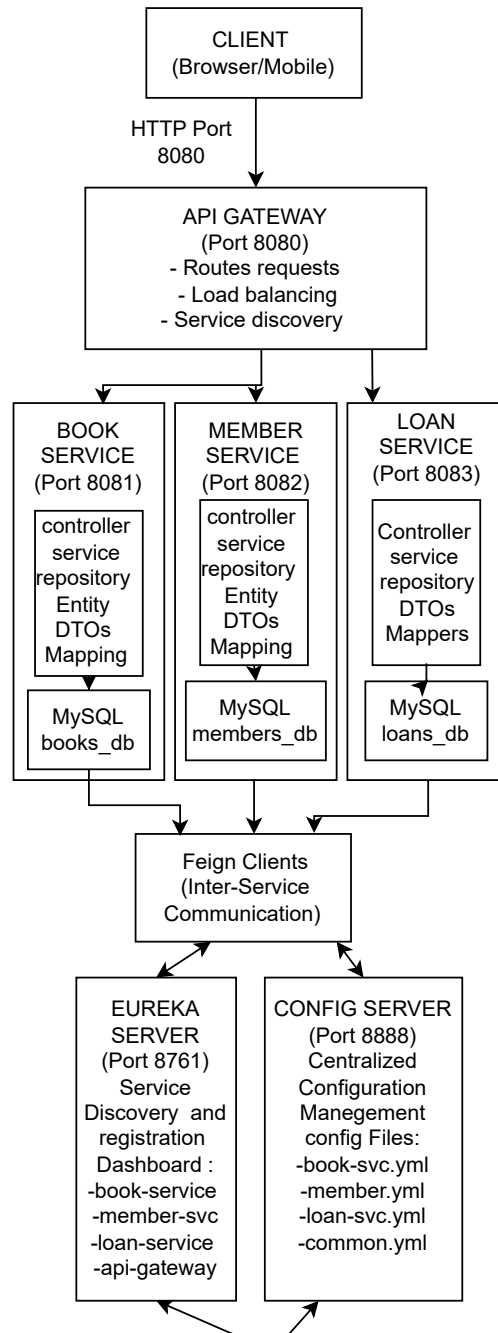 CLIENT
(Browser/Mobile)
HTTP Port
8080
API GATEWAY
(Port 8080)
- Routes requests
- Load balancing
- Service discovery
BOOK
SERVICE
(Port 8081)
controller
service
repository
Entity
DTOs
Mapping
MySQL
books_db
MEMBER
SERVICE
(Port 8082)
controller
service
repository
Entity
DTOs
Mapping
MySQL
members_db
LOAN
SERVICE
(Port 8083)
Controller
service
repository
DTOs
Mappers
MySQL
loans_db
Feign Clients
(Inter-Service
Communication)
EUREKA
SERVER
(Port 8761)
Service
Discovery and
registration
Dashboard :
-book-service
-member-svc
-loan-service
-api-gateway
CONFIG SERVER
(Port 8888)
Centralized
Configuration
Manegement
config Files:
-book-svc.yml
-member.yml
-loan-svc.yml
-common.yml